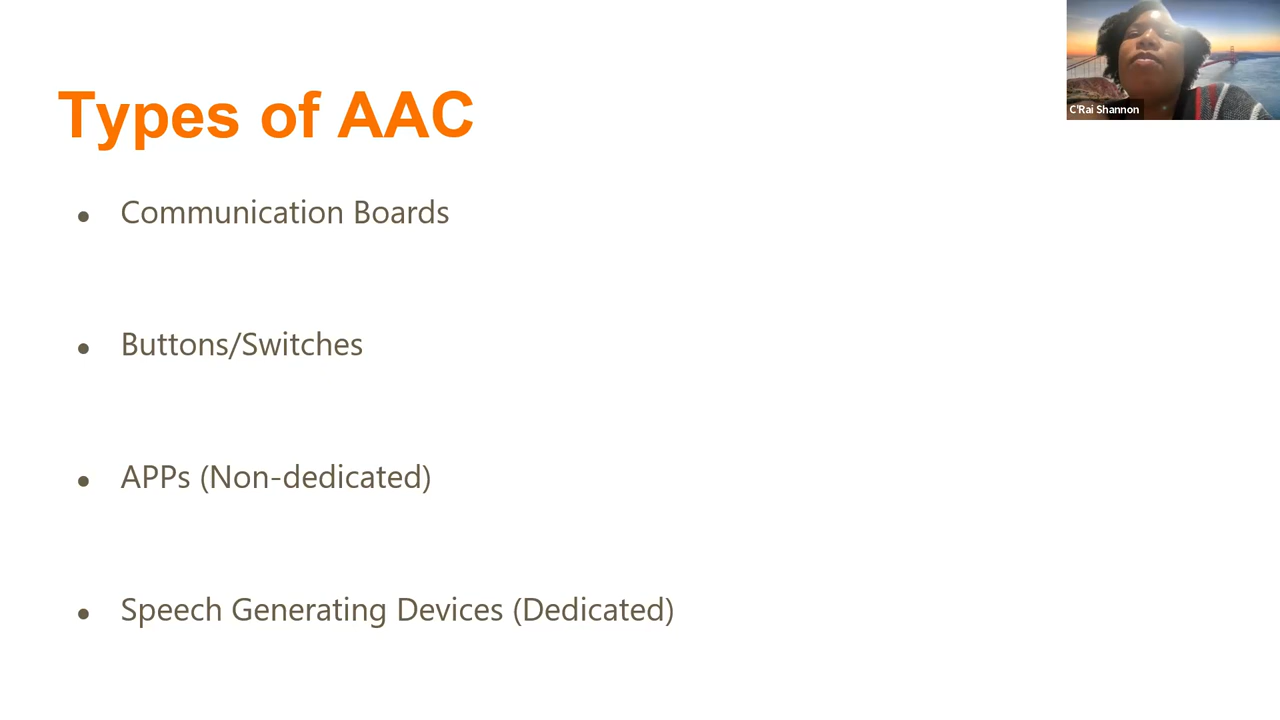 Types of AAC
C'Rai Shannon
● Communication Boards
● Buttons/Switches
● APPs (Non-dedicated)
● Speech Generating Devices (Dedicated)